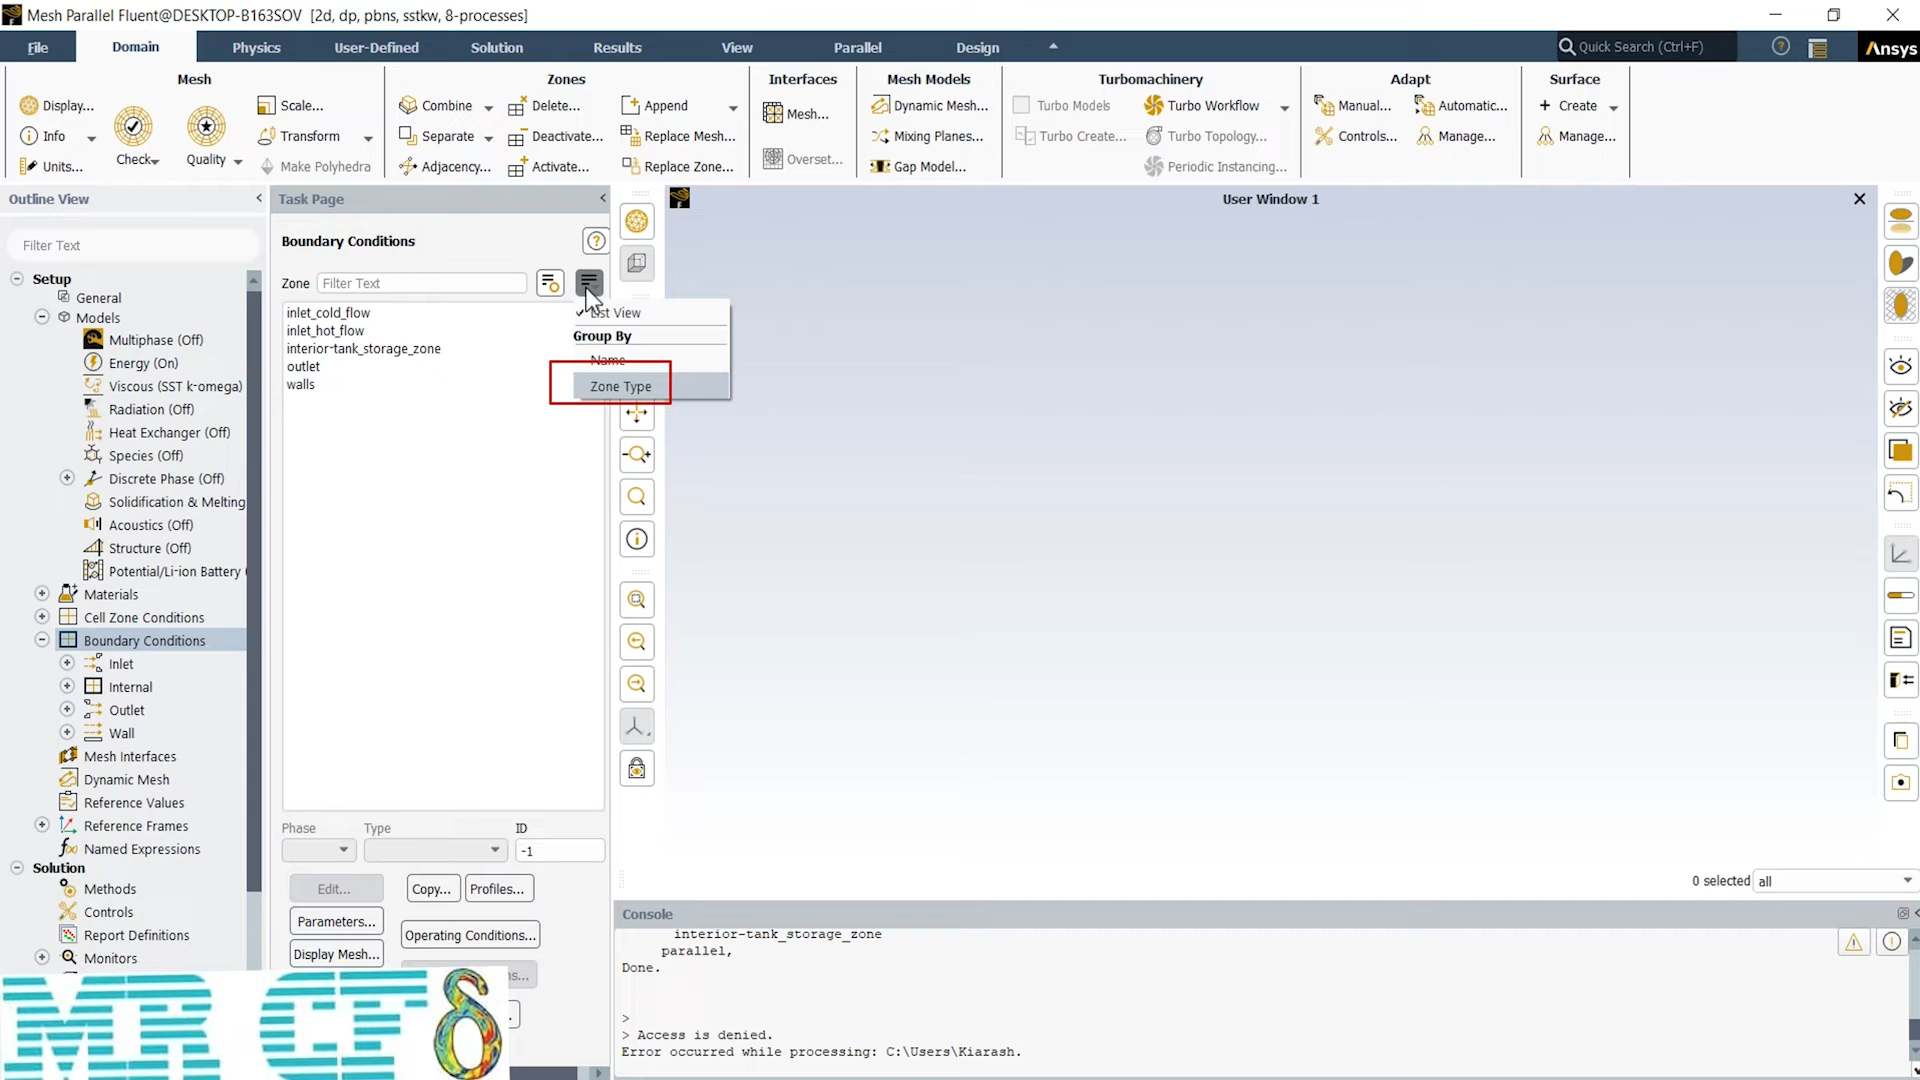 Mesh Parallel Fluent@DESKTOP-B163SOV [2d, dp, pbns, sstkw, 8-processes]
File Domain Physics User-Defined Solution Results View Parallel Design Quick Search (Ctrl+F) Ansys
Mesh
Display...
Info
Units...
Check
Quality
Scale...
Transform
Make Polyhedra
Zones
Combine
Separate
Adjacency...
Delete...
Deactivate...
Activate...
Append
Replace Mesh...
Replace Zone...
Interfaces
Mesh...
Overset...
Mesh Models
Dynamic Mesh...
Mixing Planes...
Gap Model...
Turbomachinery
Turbo Models
Turbo Create...
Turbo Workflow
Turbo Topology...
Periodic Instancing...
Adapt
Manual...
Controls...
Automatic...
Manage...
Surface
Create
Manage...
Outline View
Filter Text
Setup
General
Models
Multiphase (Off)
Energy (On)
Viscous (SST k-omega)
Radiation (Off)
Heat Exchanger (Off)
Species (Off)
Discrete Phase (Off)
Solidification & Melting
Acoustics (Off)
Structure (Off)
Potential/Li-ion Battery (
Materials
Cell Zone Conditions
Boundary Conditions
Inlet
Internal
Outlet
Wall
Mesh Interfaces
Dynamic Mesh
Reference Values
Reference Frames
Named Expressions
Solution
Methods
Controls
Report Definitions
Monitors
Task Page
Boundary Conditions
Zone Filter Text
inlet_cold_flow
inlet_hot_flow
interior-tank_storage_zone
outlet
walls
List View
Group By
Name
Zone Type
Phase Type ID
-1
Edit... Copy... Profiles...
Parameters... Operating Conditions...
Display Mesh...
MR CF
User Window 1
0 selected all
Console
interior-tank_storage_zone
parallel,
Done.
>
> Access is denied.
Error occurred while processing: C:\Users\Kiarash.